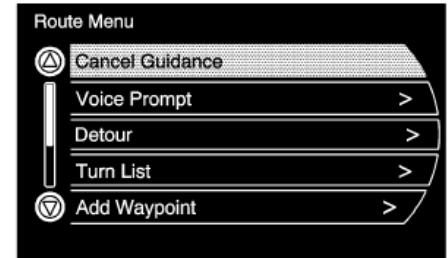 Route Menu
Cancel Guidance
Voice Prompt >
Detour >
Turn List >
Add Waypoint >